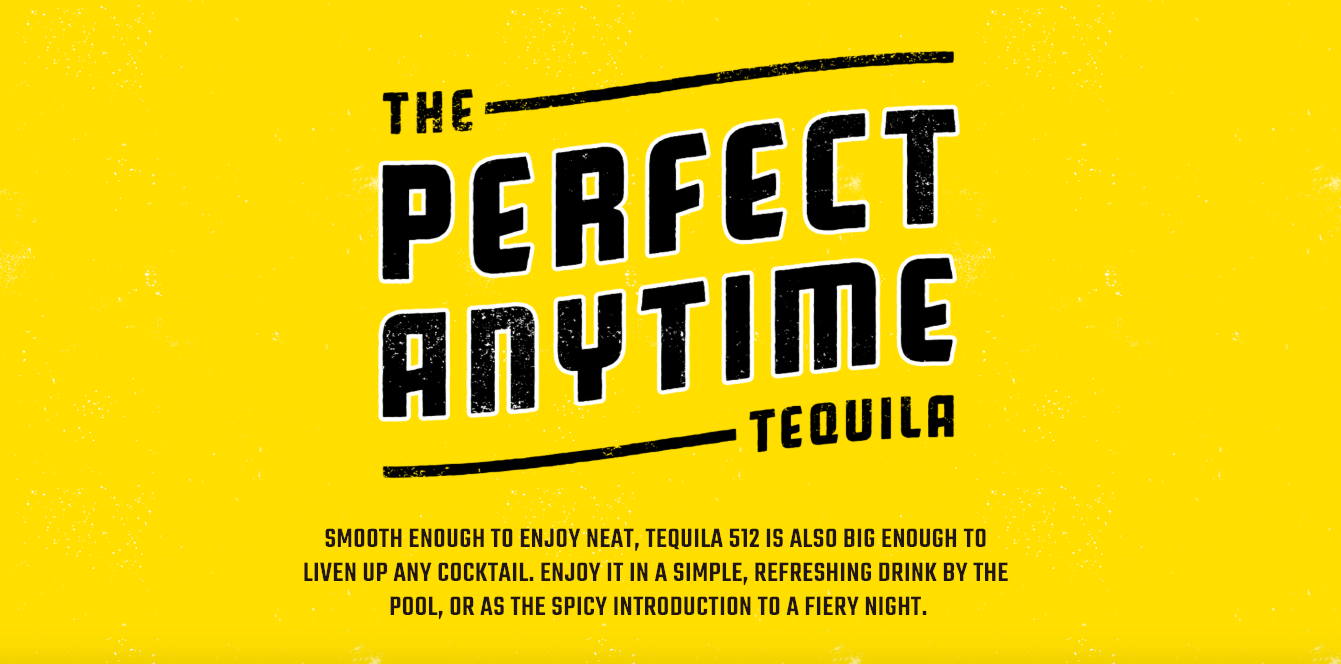 THE
PERFECT
ANYTIME
TEQUILA
SMOOTH ENOUGH TO ENJOY NEAT, TEQUILA 512 IS ALSO BIG ENOUGH TO
LIVEN UP ANY COCKTAIL. ENJOY IT IN A SIMPLE, REFRESHING DRINK BY THE
POOL, OR AS THE SPICY INTRODUCTION TO A FIERY NIGHT.